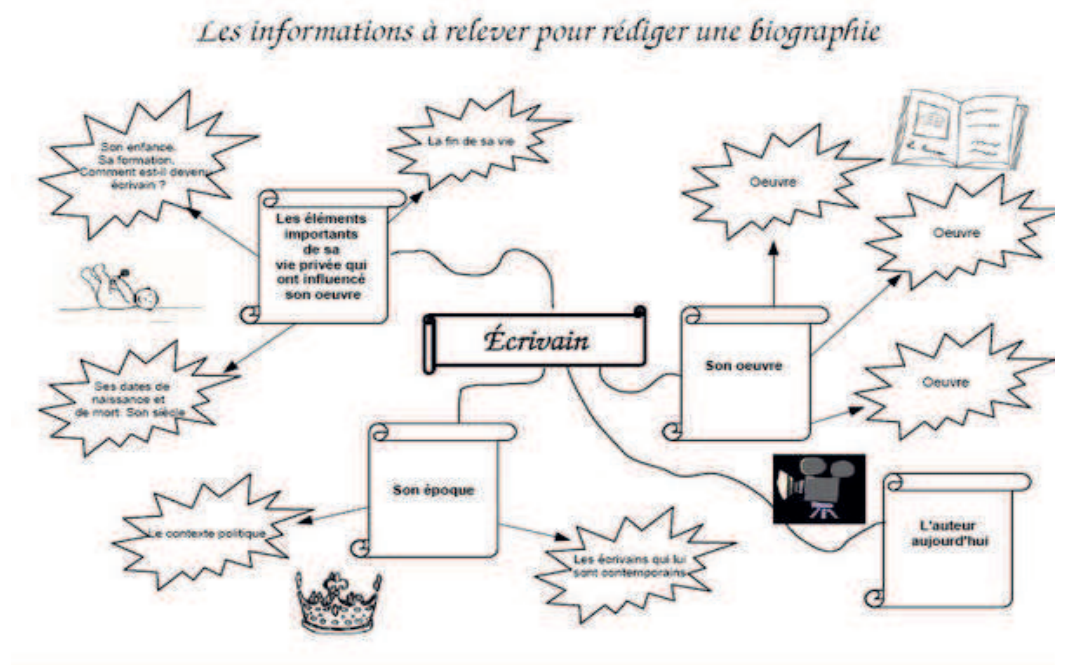 Les informations à relever pour rédiger une biographie
Son enfance.
Sa formation.
Comment est-il devenu
écrivain ?
La fin de sa vie
Les éléments
importants
de sa
vie privée qui
ont influencé
son oeuvre
Ses dates de
naissance et
de mort. Son siècle
Écrivain
Oeuvre
Oeuvre
Son oeuvre
Oeuvre
Son époque
Le contexte politique
Les écrivains qui lui
sont contemporains
L'auteur
aujourd'hui